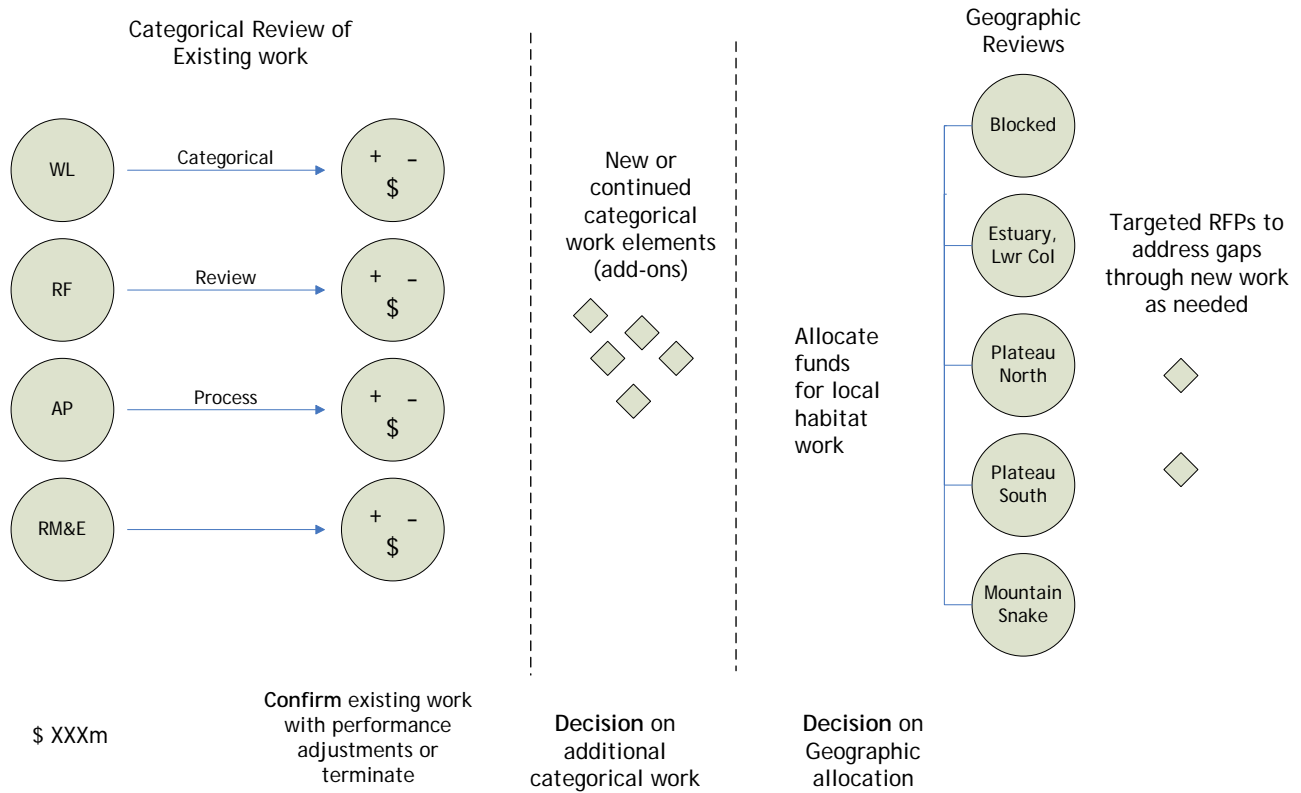 Categorical Review of
Existing work
WL
Categorical
+ -
$
RF
Review
+ -
$
AP
Process
+ -
$
RM&E
+ -
$
$ XXXm
Confirm existing work
with performance
adjustments or
terminate
New or
continued
categorical
work elements
(add-ons)
Decision on
additional
categorical work
Allocate
funds
for local
habitat
work
Decision on
Geographic
allocation
Geographic
Reviews
Blocked
Estuary,
Lwr Col
Plateau
North
Plateau
South
Mountain
Snake
Targeted RFPs to
address gaps
through new work
as needed